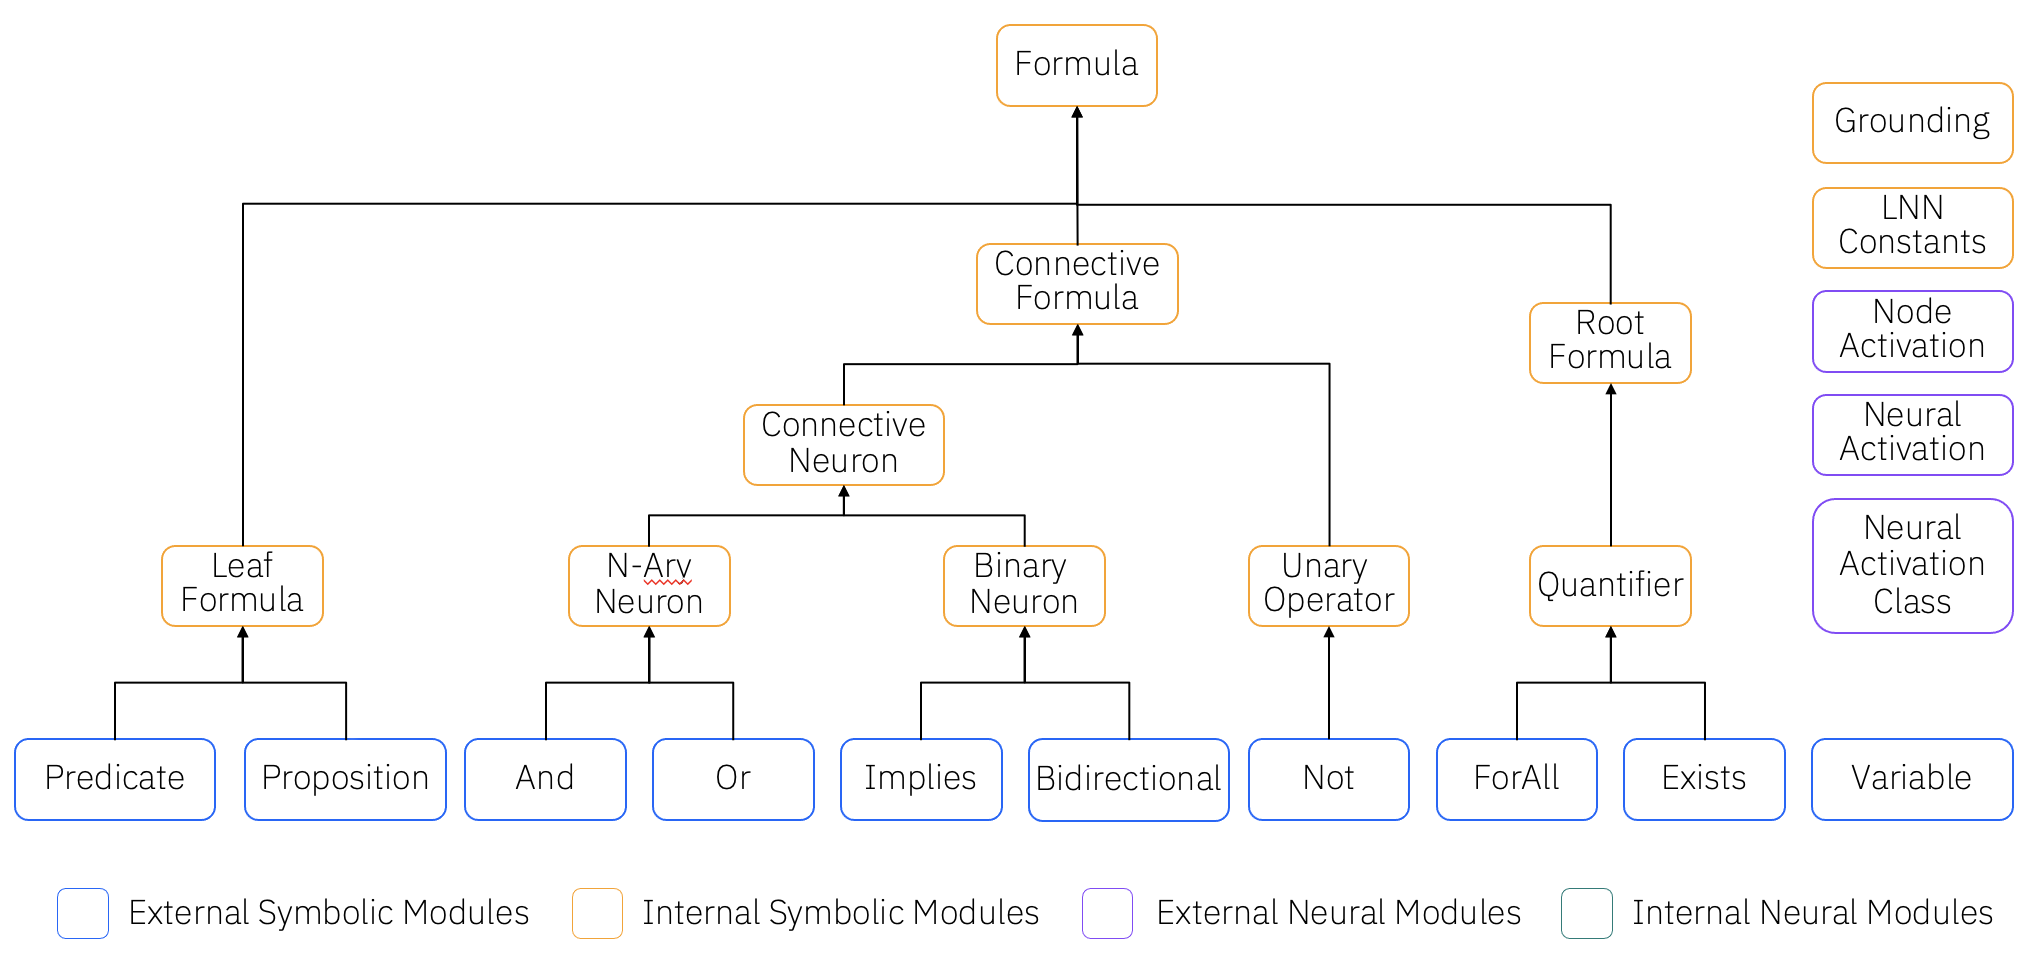 Formula
Grounding
LNN
Constants
Connective
Formula
Root
Formula
Node
Activation
Connective
Neuron
Neural
Activation
Leaf
Formula
N-Ary
Neuron
Binary
Neuron
Unary
Operator
Quantifier
Neural
Activation
Class
Predicate
Proposition
And
Or
Implies
Bidirectional
Not
ForAll
Exists
Variable
External Symbolic Modules
Internal Symbolic Modules
External Neural Modules
Internal Neural Modules